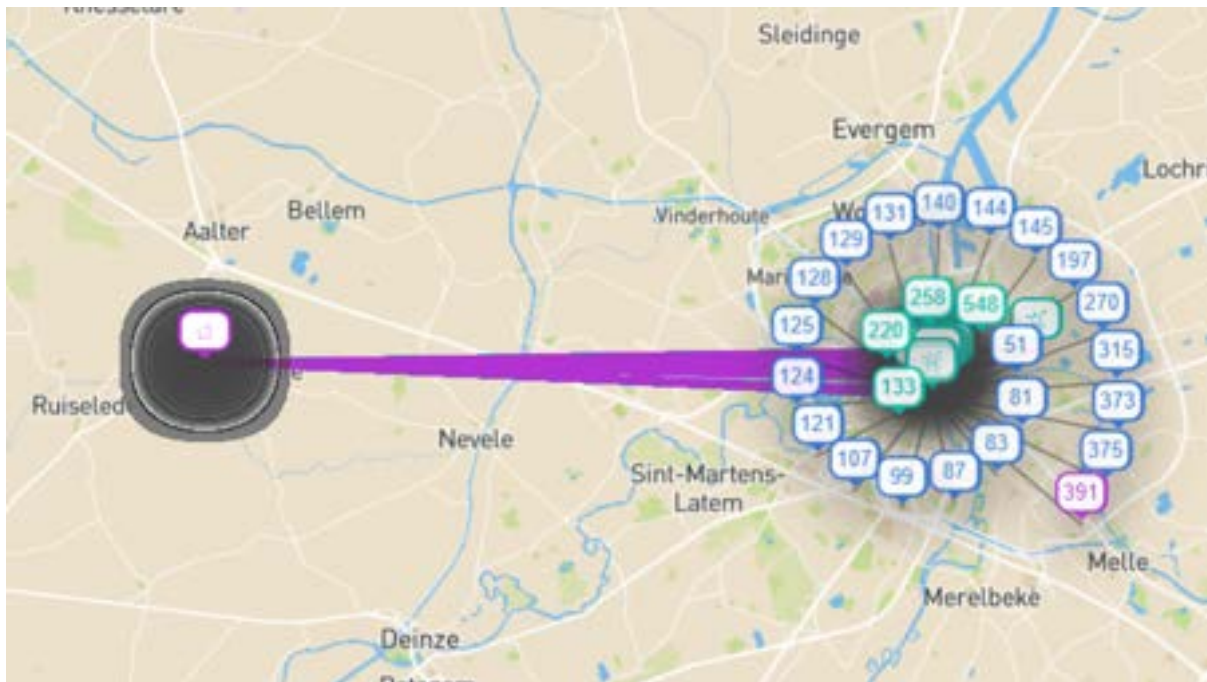 Sleidinge
Evergem
Lochr
Bellem
Aalter
Vinderhoute
Wo
Mar
140
144
131
145
129
197
128
270
258
548
125
220
51
315
124
133
81
373
121
83
375
107
99
87
391
Ruiseled
Nevele
Sint-Martens-
Latem
Melle
Merelbeke
Deinze